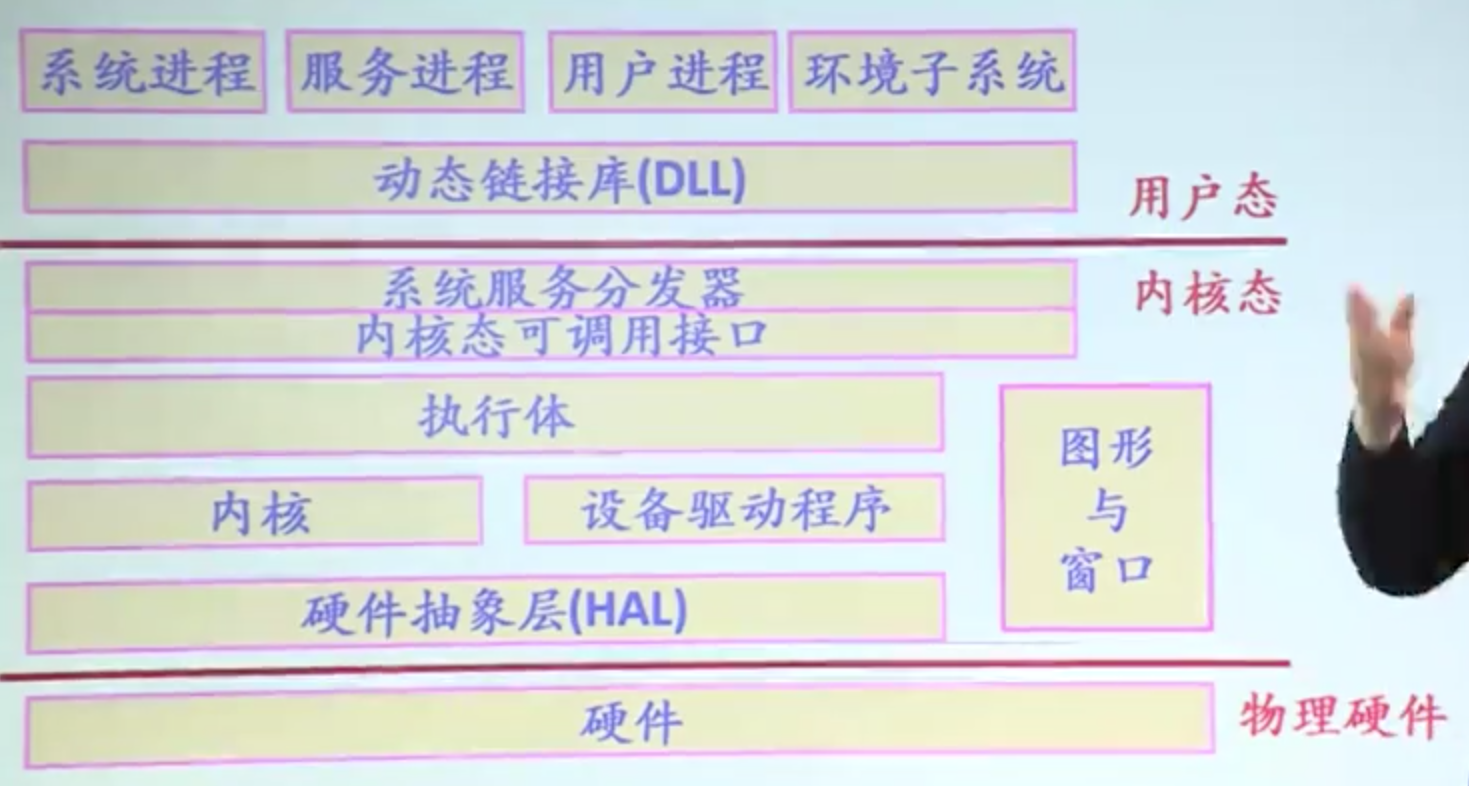 系统进程
服务进程
用户进程
环境子系统
动态链接库(DLL)
用户态
系统服务分发器
内核态
内核态可调用接口
执行体
图形
与
窗口
内核
设备驱动程序
硬件抽象层(HAL)
硬件
物理硬件